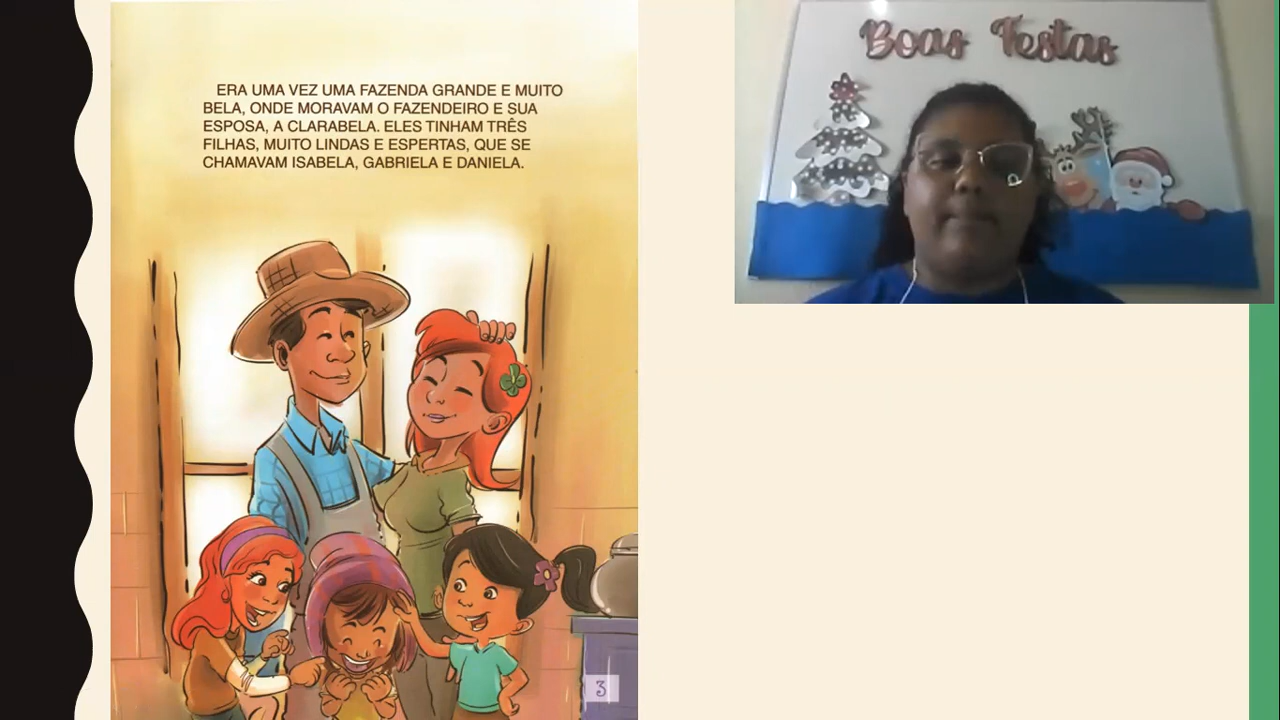 ERA UMA VEZ UMA FAZENDA GRANDE E MUITO
BELA, ONDE MORAVAM O FAZENDEIRO E SUA
ESPOSA, A CLARABELA. ELES TINHAM TRÊS
FILHAS, MUITO LINDAS E ESPERTAS, QUE SE
CHAMAVAM ISABELA, GABRIELA E DANIELA.
3
Boas Festas